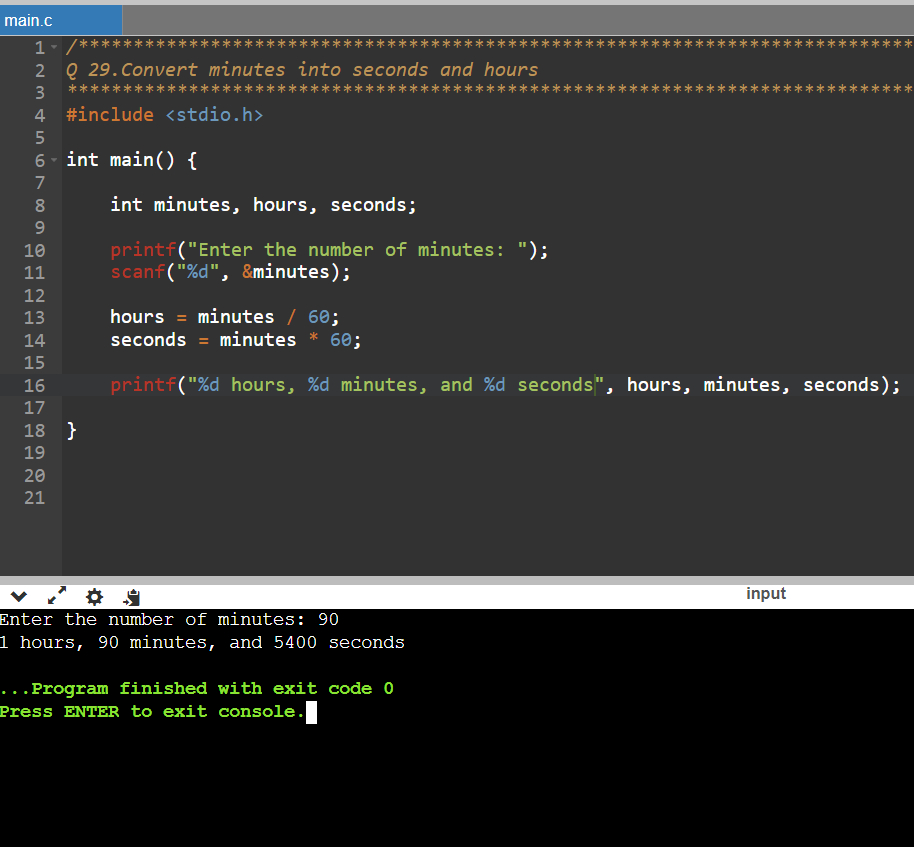 main.c
1 /****************************************************************************
2 Q 29.Convert minutes into seconds and hours
3 *****************************************************************************
4 #include <stdio.h>
5
6 int main() {
7
8 int minutes, hours, seconds;
9
10 printf("Enter the number of minutes: ");
11 scanf("%d", &minutes);
12
13 hours = minutes / 60;
14 seconds = minutes * 60;
15
16 printf("%d hours, %d minutes, and %d seconds", hours, minutes, seconds);
17
18 }
19
20
21
input
Enter the number of minutes: 90
1 hours, 90 minutes, and 5400 seconds
...Program finished with exit code 0
Press ENTER to exit console.